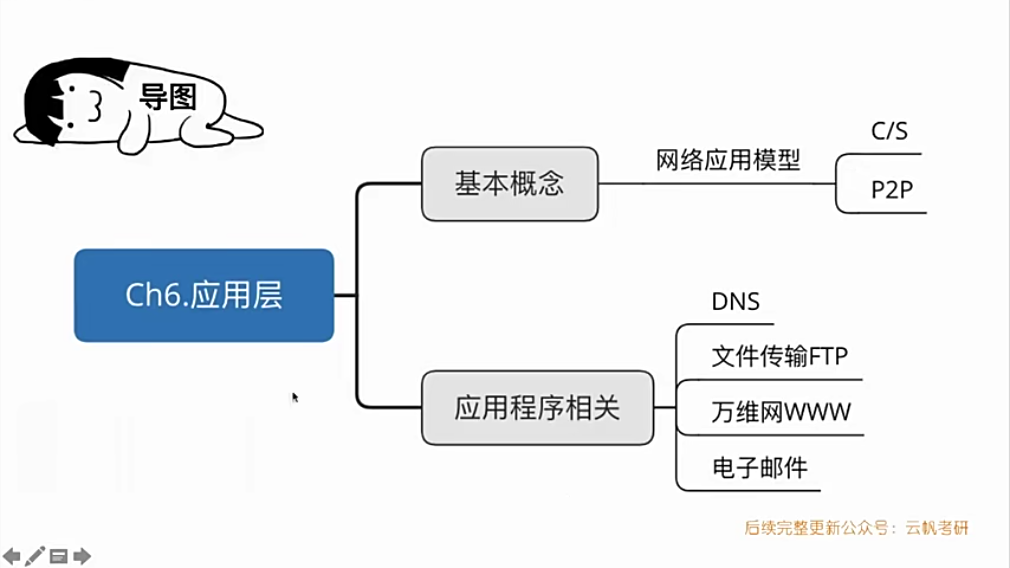 导图
Ch6.应用层
基本概念
网络应用模型
C/S
P2P
应用程序相关
DNS
文件传输FTP
万维网WWW
电子邮件
后续完整更新公众号：云帆考研